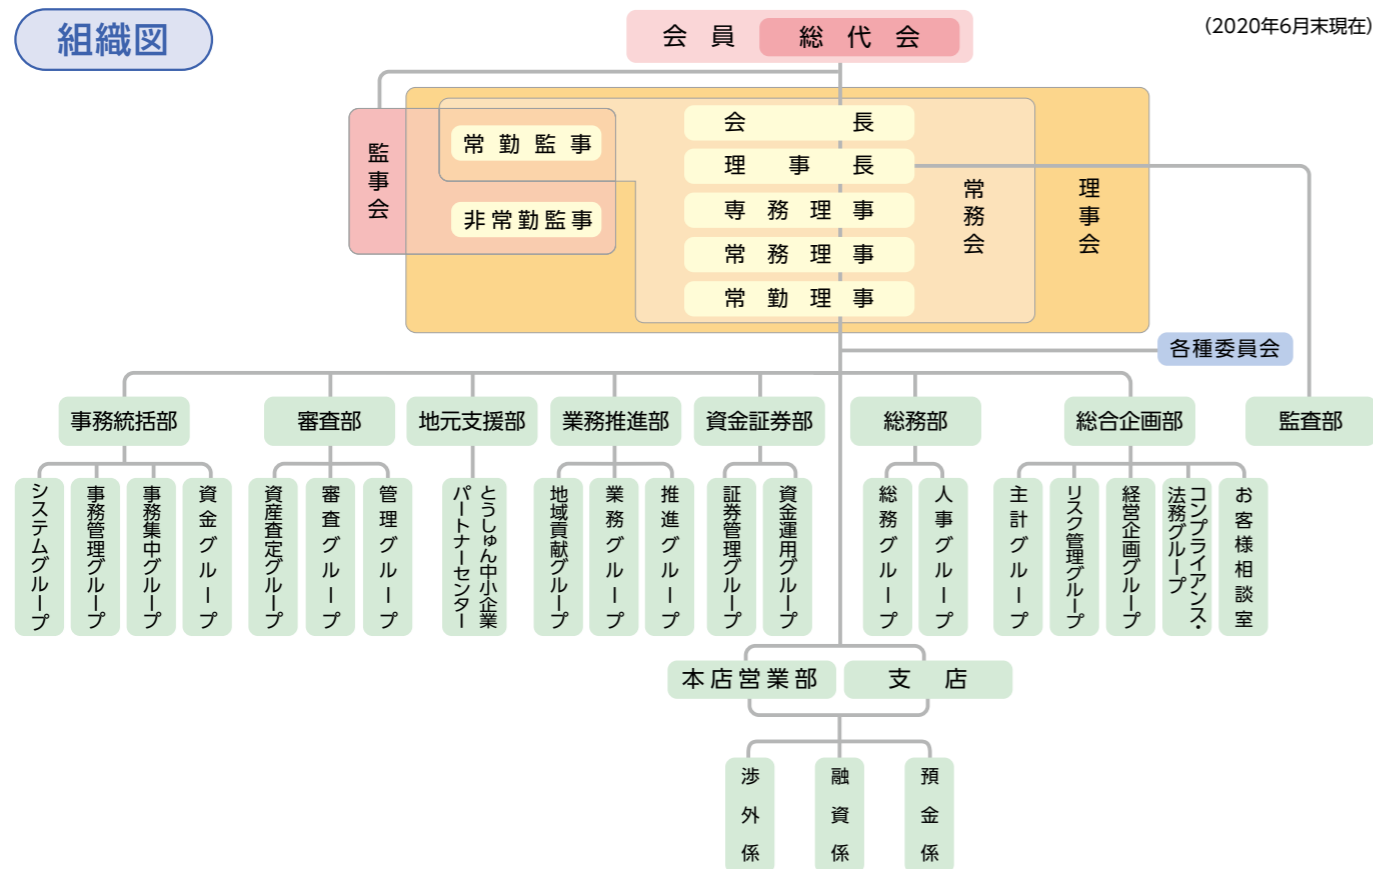 組織図
(2020年6月末現在)
会員 総代会
監事会
常勤監事
非常勤監事
会長
理事長
専務理事
常務理事
常勤理事
常務会
理事会
各種委員会
事務統括部
審査部
地元支援部
業務推進部
資金証券部
総務部
総合企画部
監査部
システムグループ
事務管理グループ
事務集中グループ
資金グループ
資産査定グループ
審査グループ
管理グループ
とうしゅん中小企業
パートナーセンター
地域貢献グループ
業務グループ
推進グループ
証券管理グループ
資金運用グループ
総務グループ
人事グループ
主計グループ
リスク管理グループ
経営企画グループ
コンプライアンス・
法務グループ
お客様相談室
本店営業部
支店
渉外係
融資係
預金係